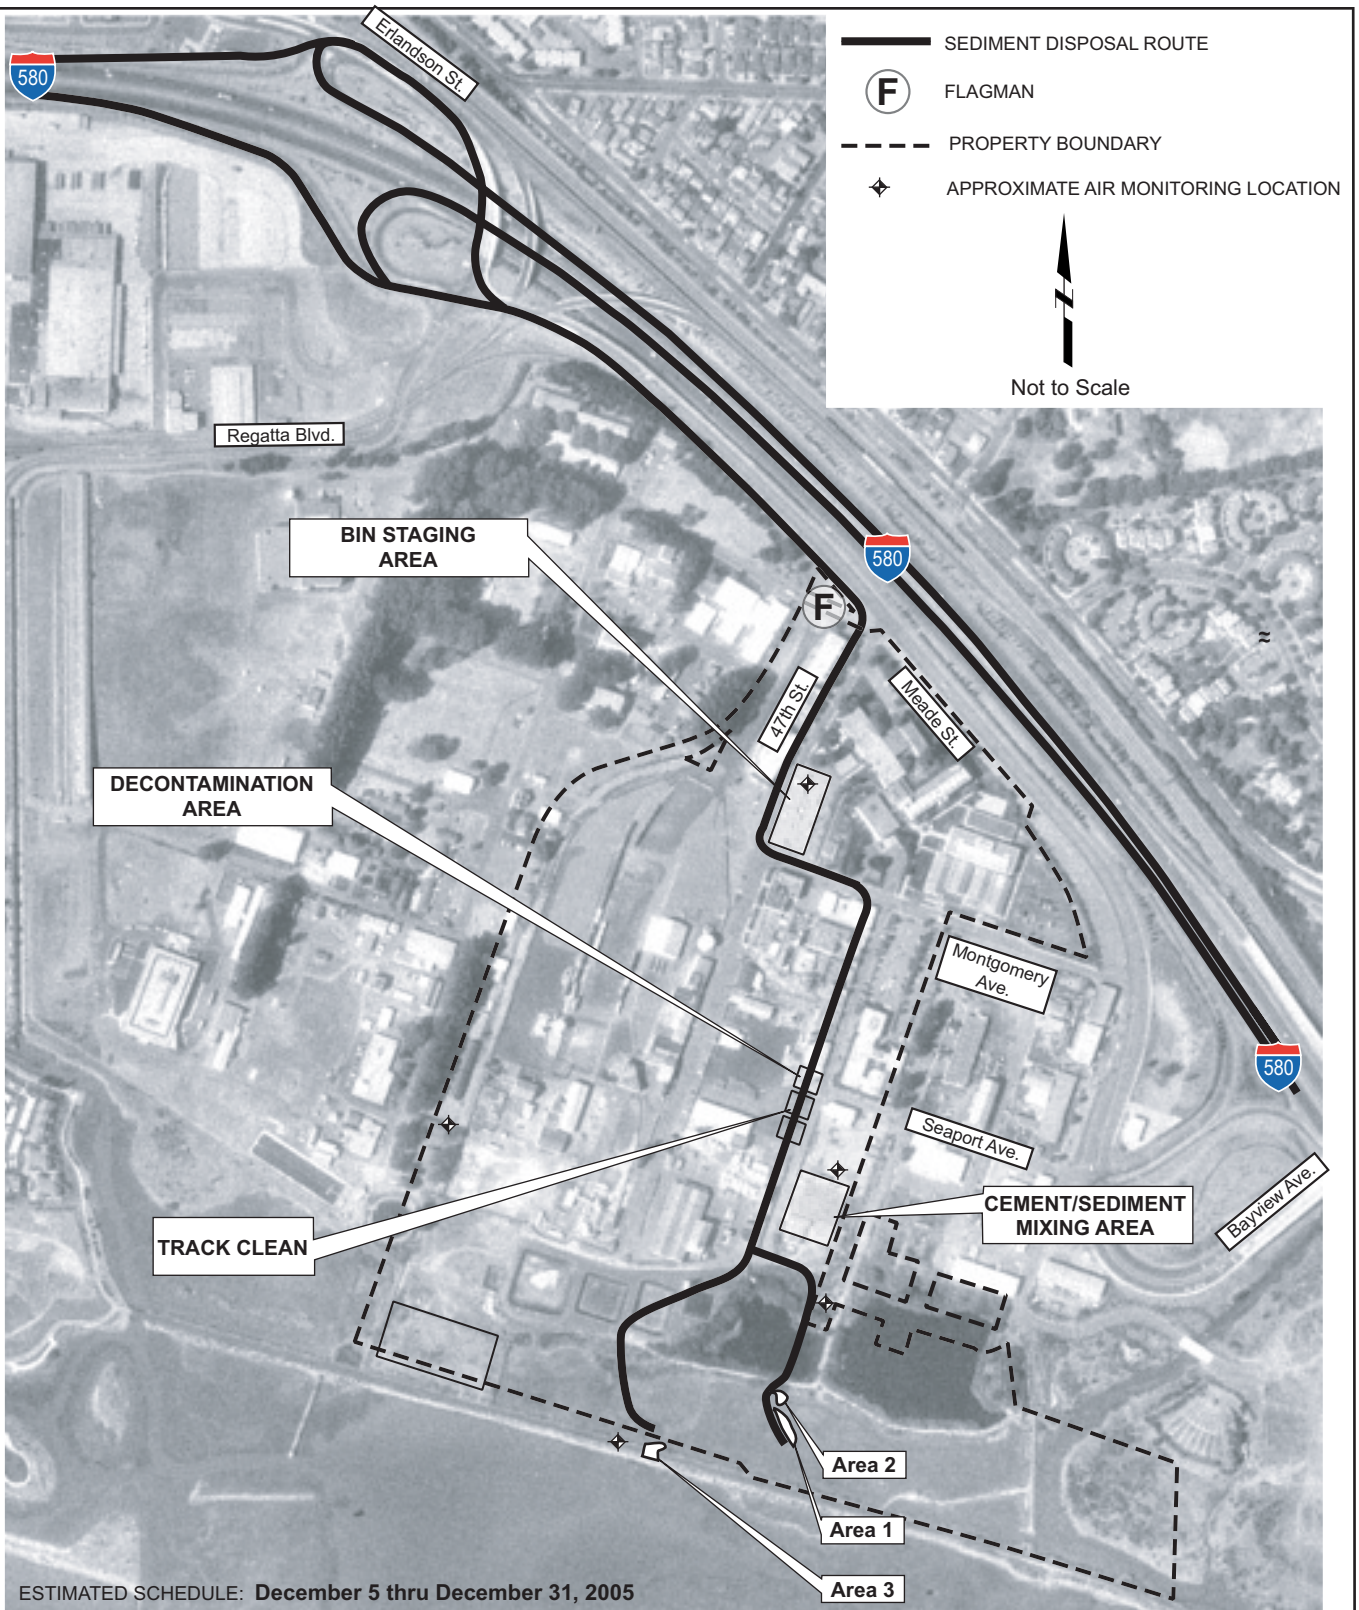 Erlandson St.
580
SEDIMENT DISPOSAL ROUTE
F
FLAGMAN
PROPERTY BOUNDARY
APPROXIMATE AIR MONITORING LOCATION
N
Not to Scale
Regatta Blvd.
BIN STAGING
AREA
580
F
47th St.
Meade St.
DECONTAMINATION
AREA
Montgomery
Ave.
580
Seaport Ave.
Bayview Ave.
CEMENT/SEDIMENT
MIXING AREA
TRACK CLEAN
Area 2
Area 1
Area 3
ESTIMATED SCHEDULE: December 5 thru December 31, 2005